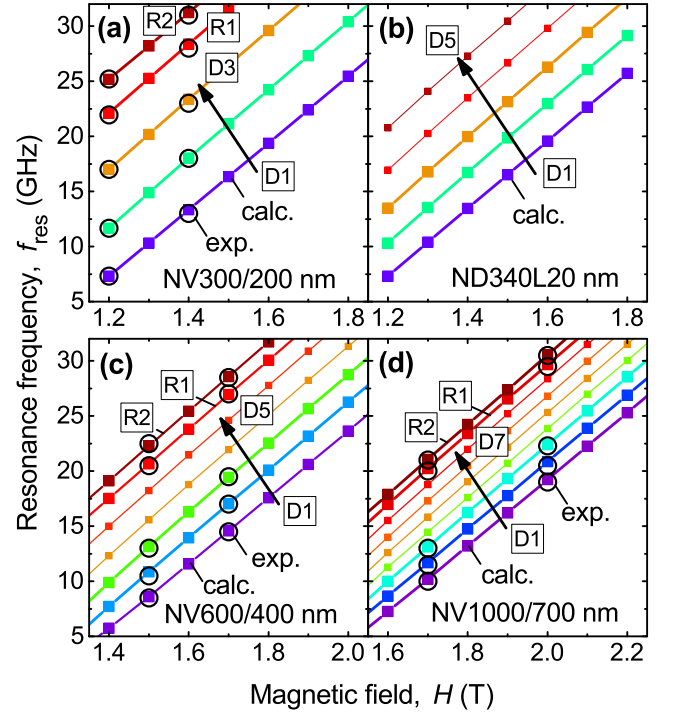 (a)
R2
R1
D3
D1
calc.
exp.
NV300/200 nm
30
25
20
15
10
5
1.2 1.4 1.6 1.8
(b)
D5
D1
calc.
ND340L20 nm
1.2 1.4 1.6 1.8
(c)
R1
R2
D5
D1
exp.
calc.
NV600/400 nm
30
25
20
15
10
5
1.4 1.6 1.8 2.0
(d)
R1
R2
D7
D1
exp.
calc.
NV1000/700 nm
1.6 1.8 2.0 2.2
Resonance frequency, fres (GHz)
Magnetic field, H (T)